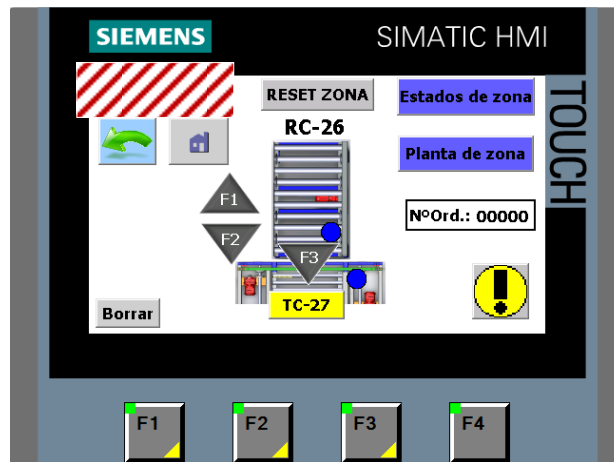 SIEMENS
SIMATIC HMI
TOUCH
RESET ZONA
Estados de zona
RC-26
Planta de zona
F1
NºOrd.: 00000
F2
F3
TC-27
Borrar
F1
F2
F3
F4